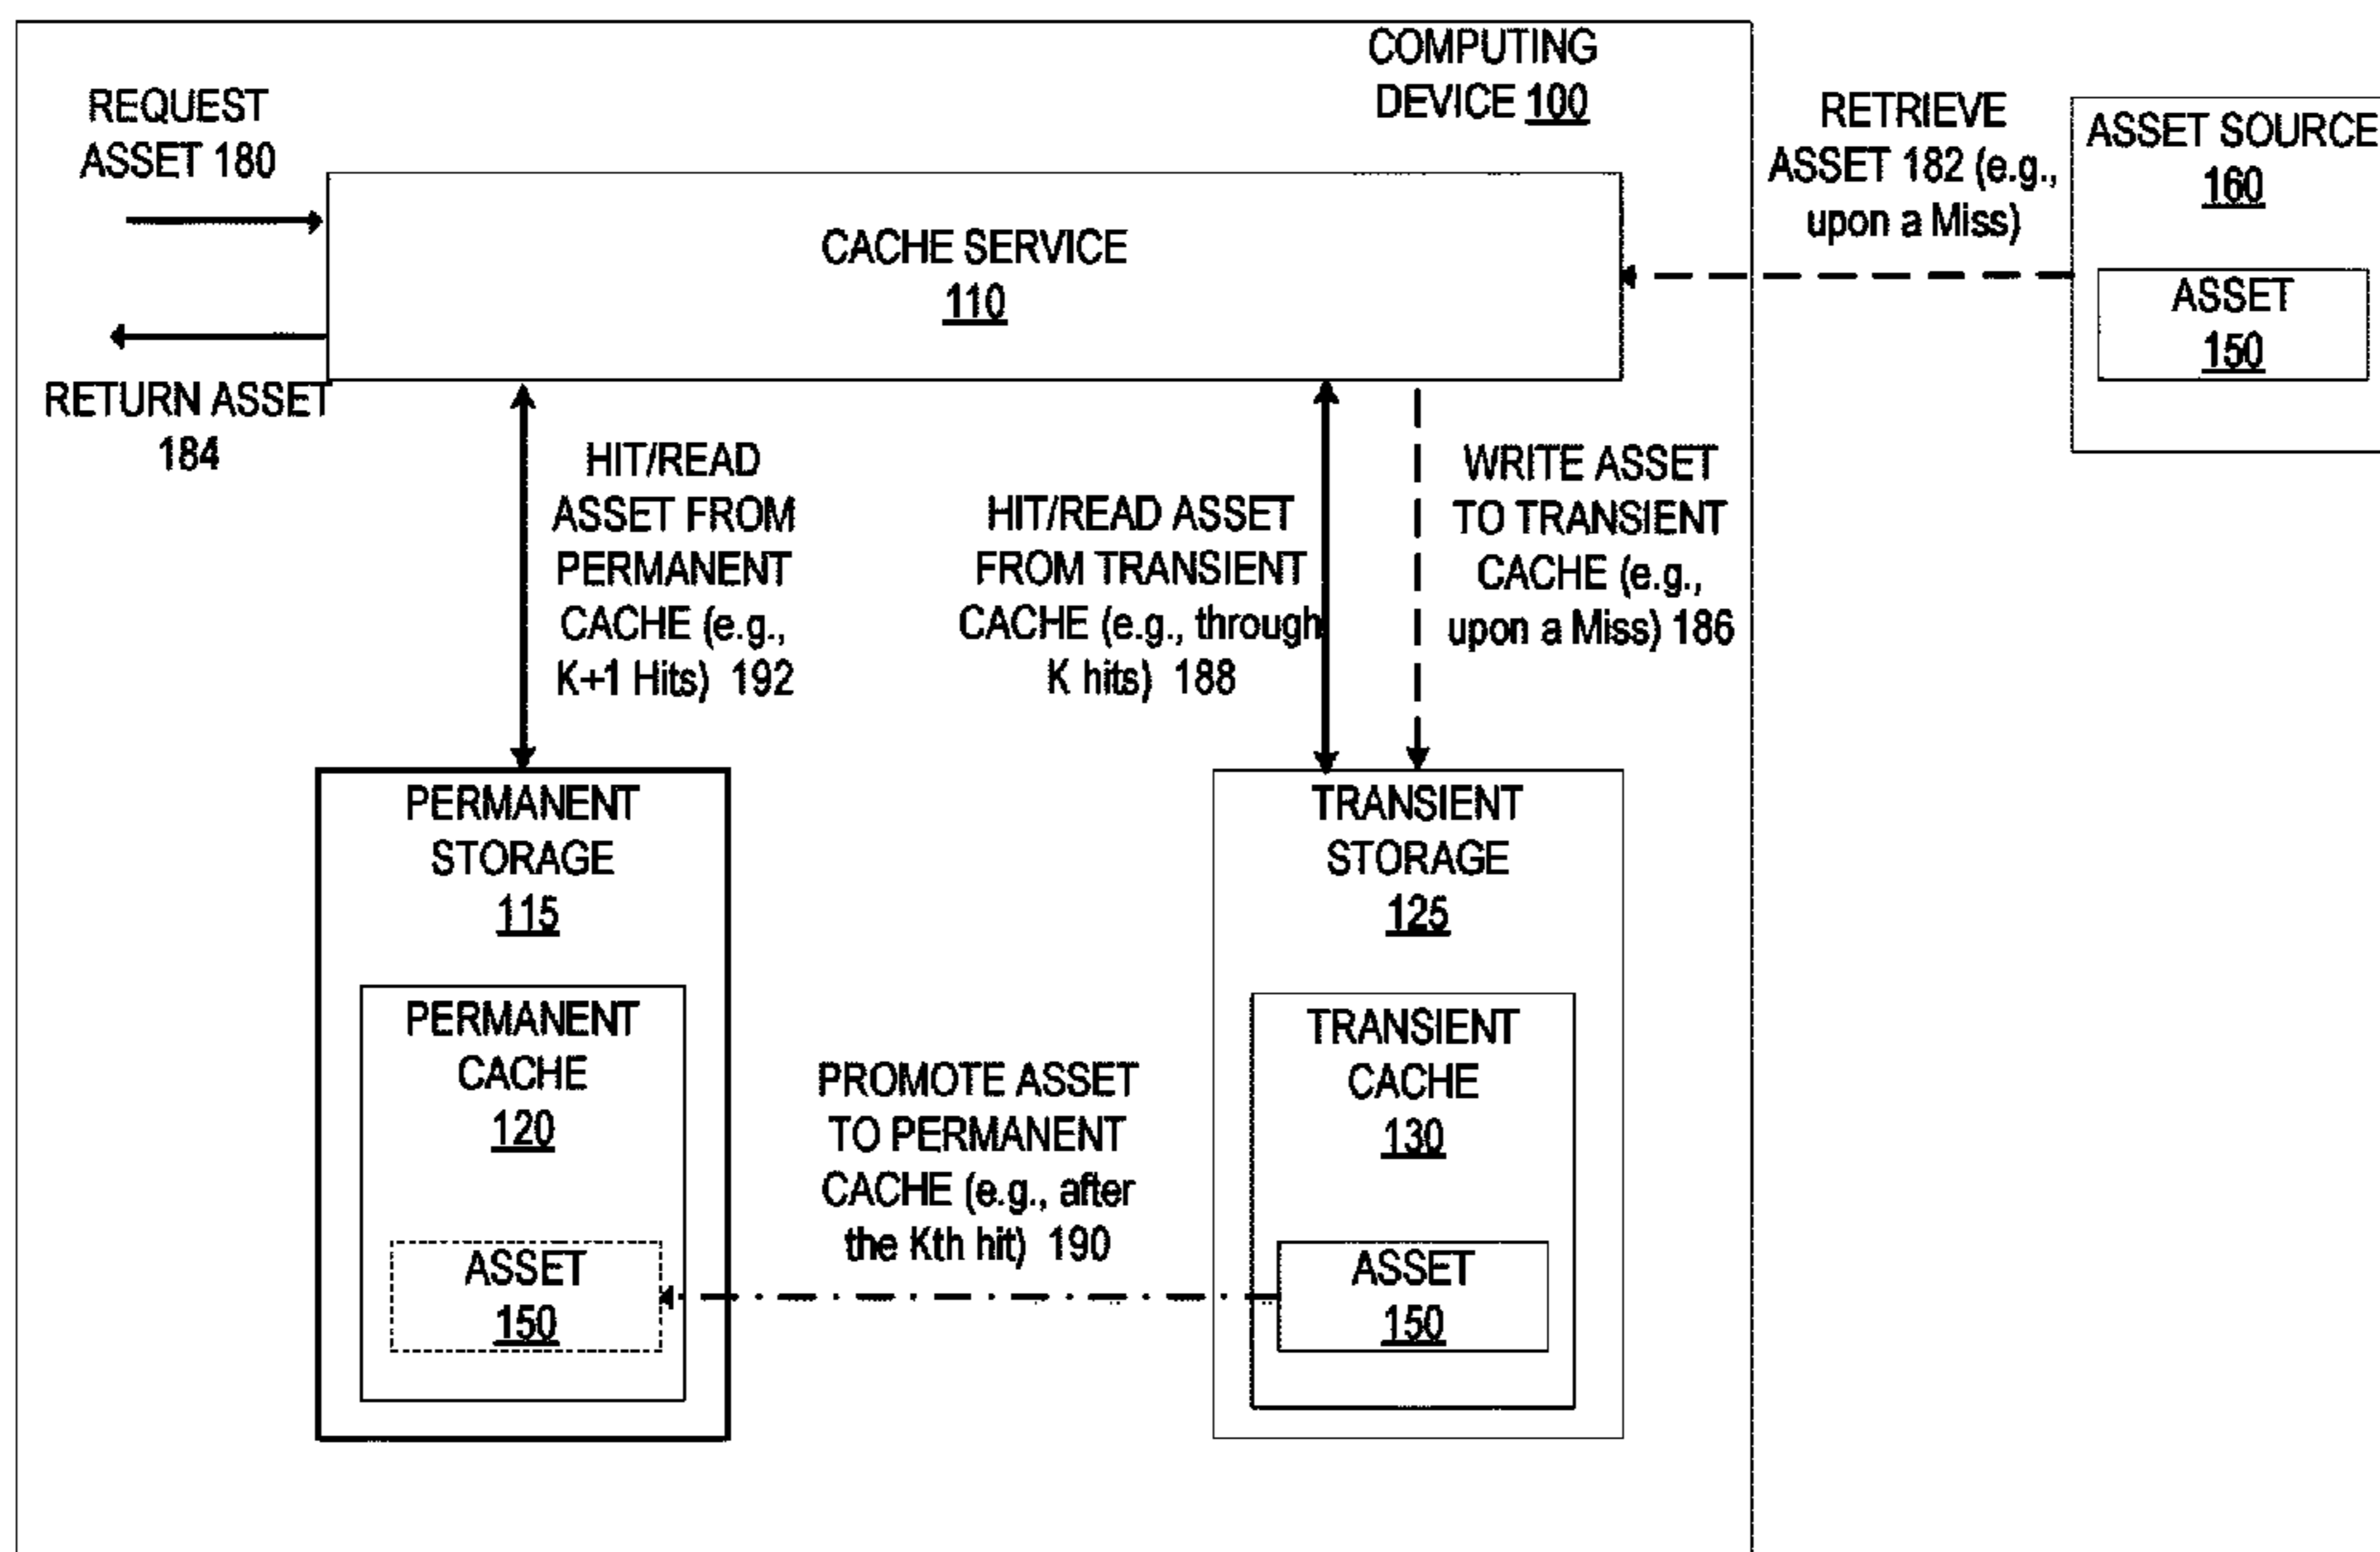 COMPUTING
DEVICE 100
REQUEST
ASSET 180
RETRIEVE
ASSET 182 (e.g.,
upon a Miss)
ASSET SOURCE
160
ASSET
150
CACHE SERVICE
110
RETURN ASSET
184
HIT/READ
ASSET FROM
PERMANENT
CACHE (e.g.,
K+1 Hits) 192
HIT/READ ASSET
FROM TRANSIENT
CACHE (e.g., through
K hits) 188
WRITE ASSET
TO TRANSIENT
CACHE (e.g.,
upon a Miss) 186
PERMANENT
STORAGE
115
PERMANENT
CACHE
120
ASSET
150
PROMOTE ASSET
TO PERMANENT
CACHE (e.g., after
the Kth hit) 190
TRANSIENT
STORAGE
125
TRANSIENT
CACHE
130
ASSET
150